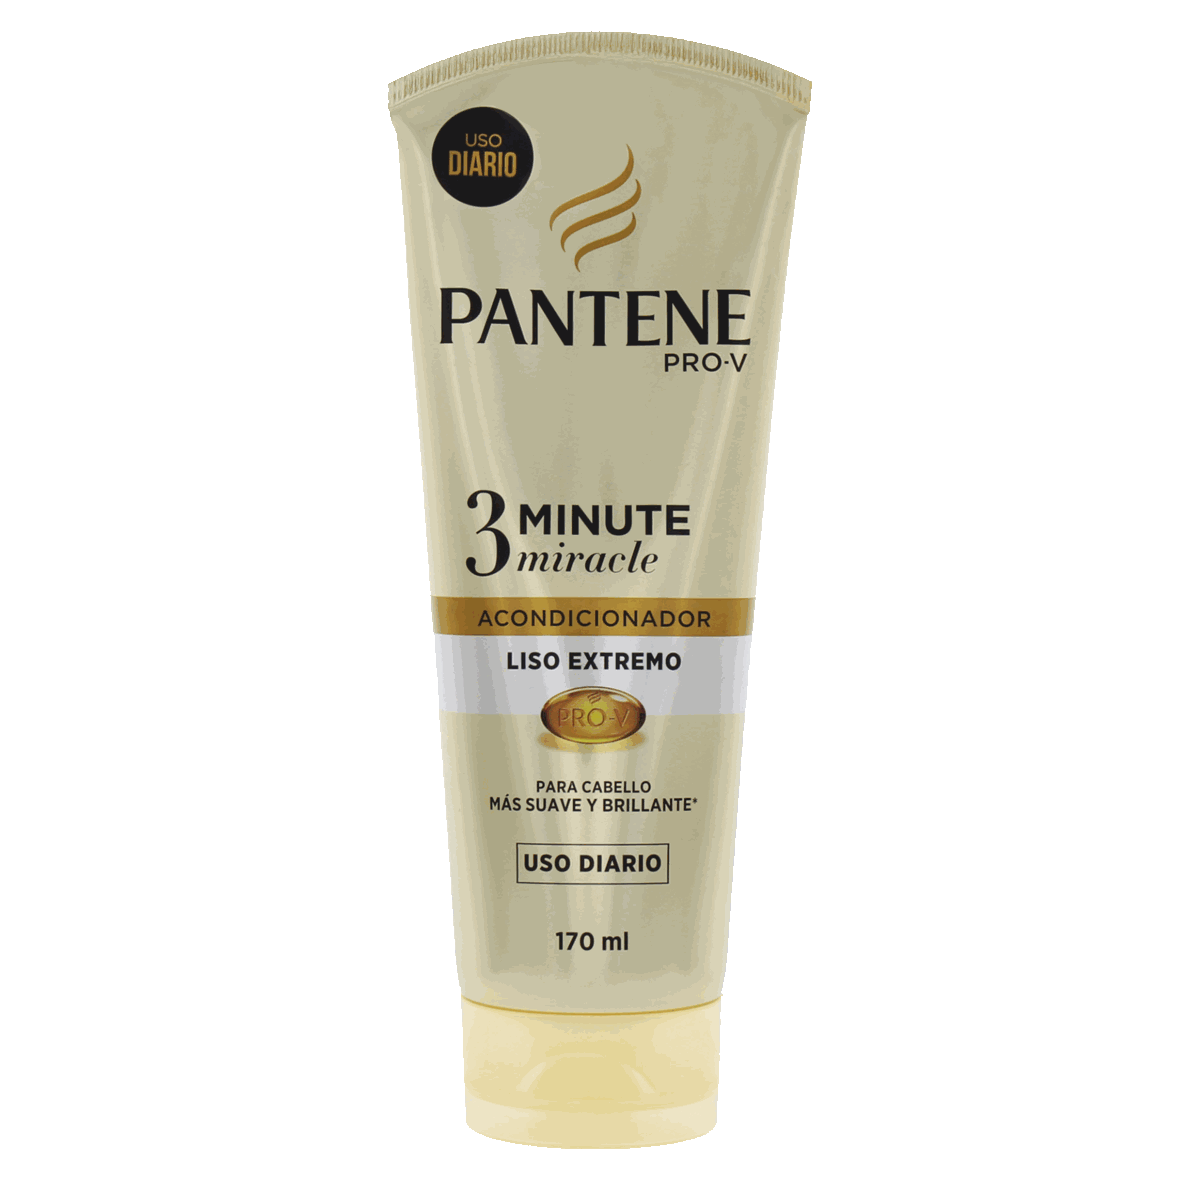 USO
DIARIO
PANTENE
PRO-V
3 MINUTE
miracle
ACONDICIONADOR
LISO EXTREMO
PRO-V
PARA CABELLO
MÁS SUAVE Y BRILLANTE*
USO DIARIO
170 ml